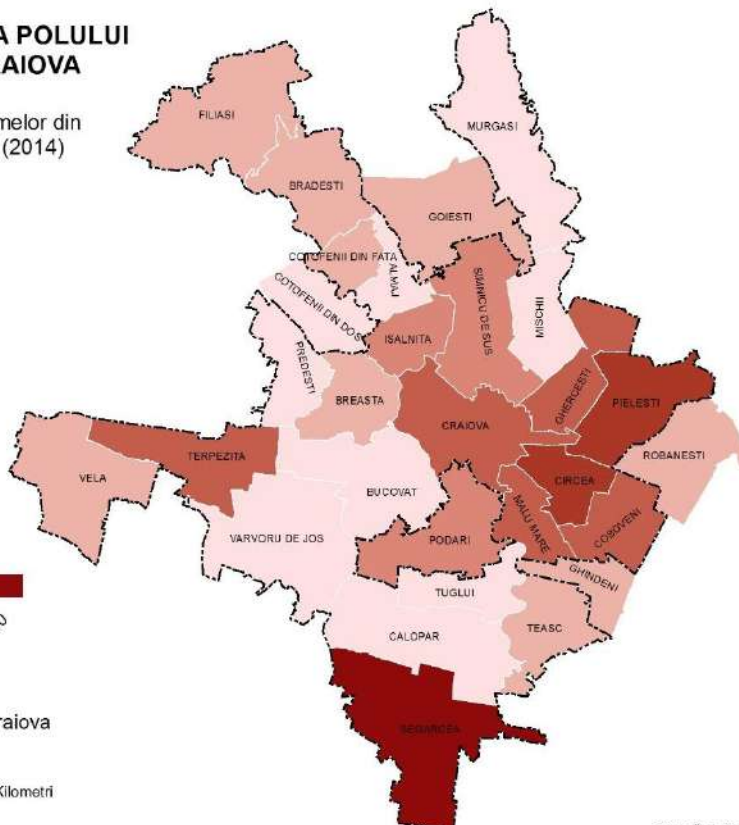 A POLULUI
RAIOVA
melor din
(2014)
FILIASI
MURGASI
BRADESTI
GOIESTI
COTOFENII DIN FATA
ALMAJ
COTOFENII DIN DOS
SIMNICU DE SUS
MISCHII
ISALNITA
PREDESTI
BREASTA
GHERCESTI
PIELESTI
CRAIOVA
ROBANESTI
TERPEZITA
VELA
CIRCEA
BUCOVAT
MALU MARE
COSOVENI
VARVORU DE JOS
PODARI
GHINDENI
TUGLUI
TEASC
CALOPAR
SEGARCEA
raiova
Kilometri